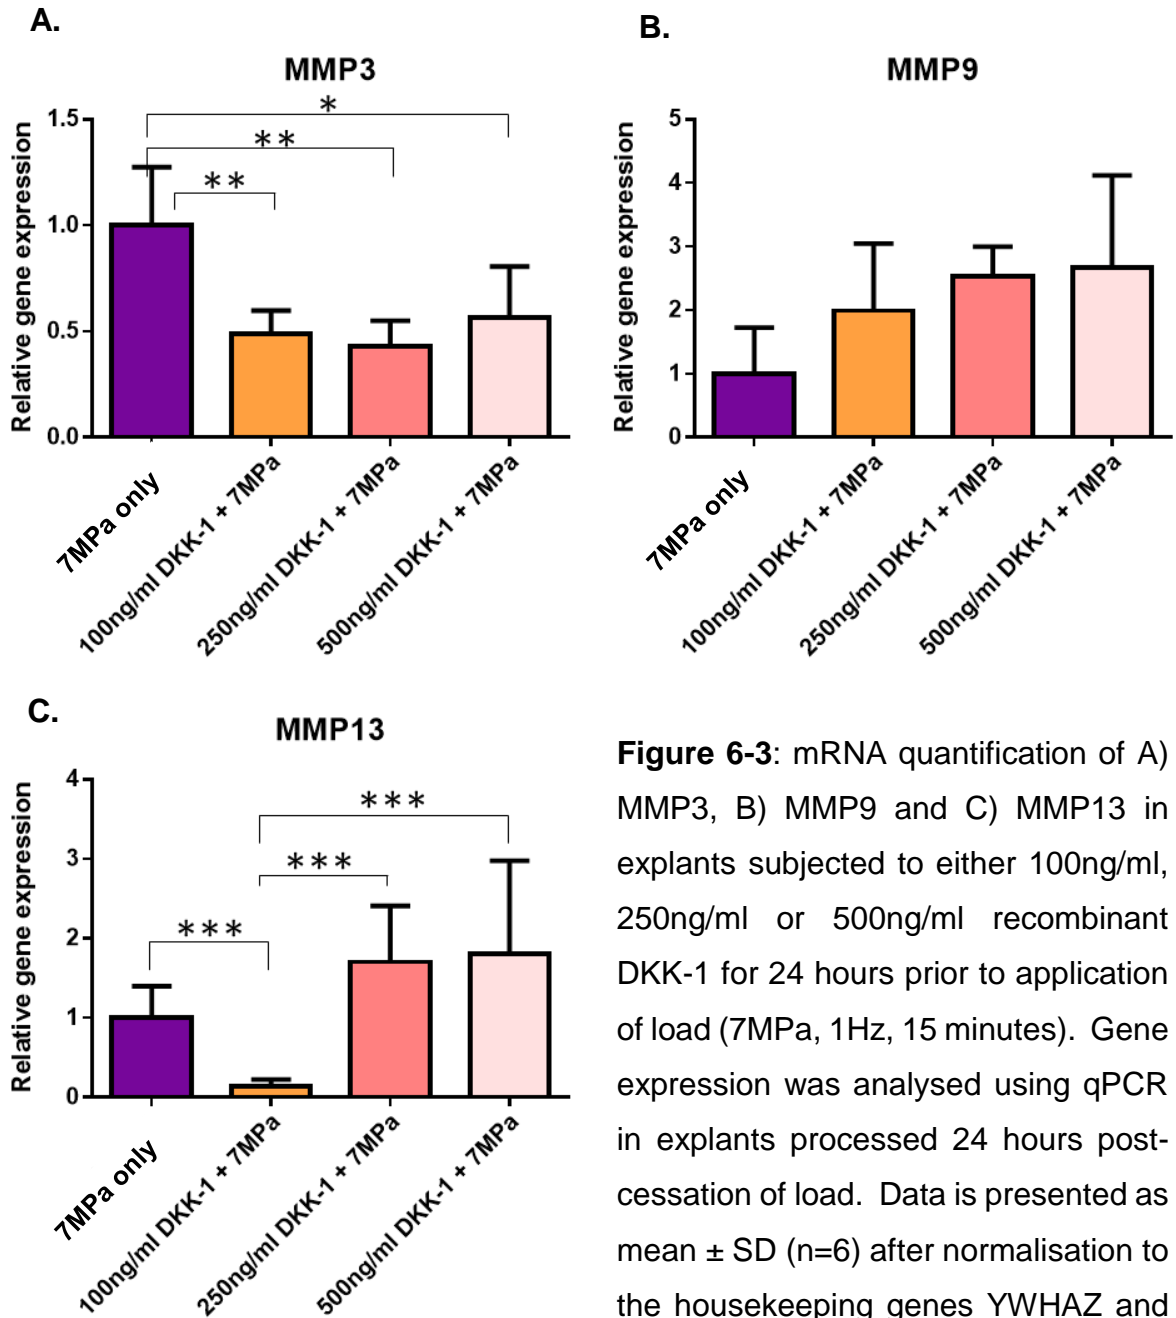 A.
MMP3
Relative gene expression
1.5
1.0
0.5
0.0
*
**
**
7MPa only
100ng/ml DKK-1 + 7MPa
250ng/ml DKK-1 + 7MPa
500ng/ml DKK-1 + 7MPa
B.
MMP9
Relative gene expression
5
4
3
2
1
0
7MPa only
100ng/ml DKK-1 + 7MPa
250ng/ml DKK-1 + 7MPa
500ng/ml DKK-1 + 7MPa
C.
MMP13
Relative gene expression
4
3
2
1
0
***
***
***
7MPa only
100ng/ml DKK-1 + 7MPa
250ng/ml DKK-1 + 7MPa
500ng/ml DKK-1 + 7MPa
Figure 6-3: mRNA quantification of A)
MMP3, B) MMP9 and C) MMP13 in
explants subjected to either 100ng/ml,
250ng/ml or 500ng/ml recombinant
DKK-1 for 24 hours prior to application
of load (7MPa, 1Hz, 15 minutes). Gene
expression was analysed using qPCR
in explants processed 24 hours post-
cessation of load. Data is presented as
mean ± SD (n=6) after normalisation to
the housekeeping genes YWHAZ and